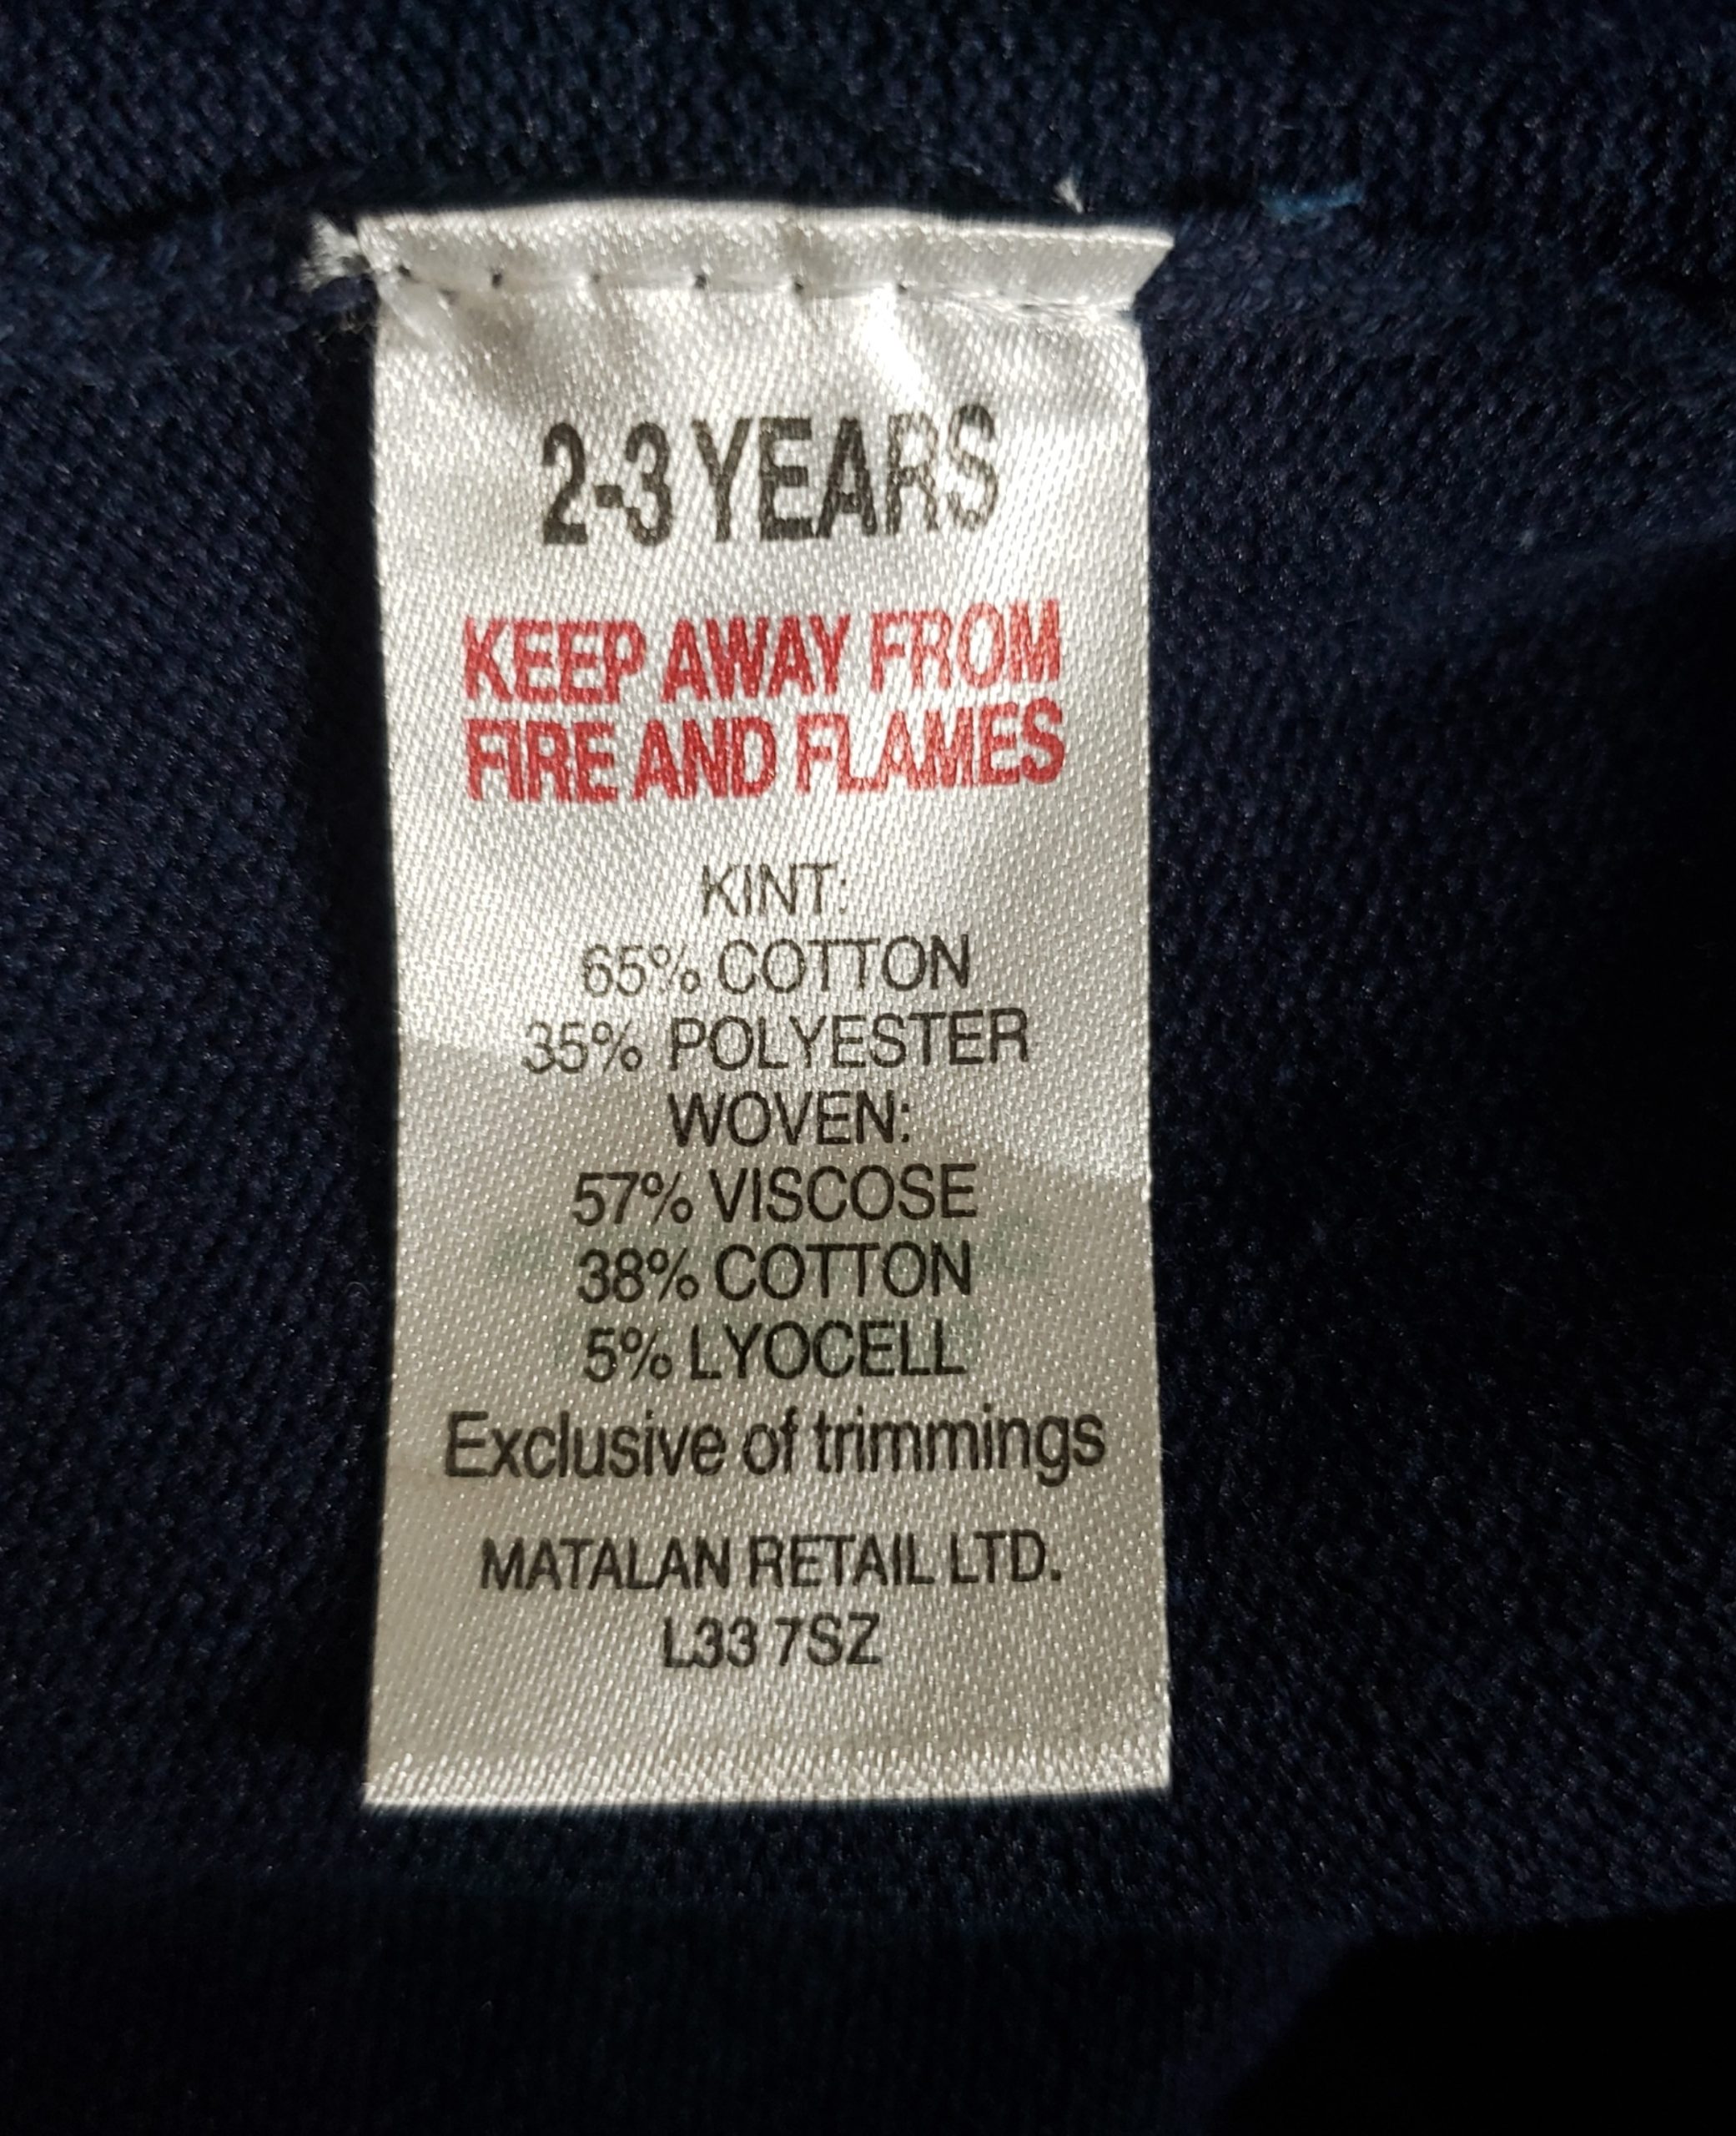 2-3 YEARS
KEEP AWAY FROM
FIRE AND FLAMES
KINT:
65% COTTON
35% POLYESTER
WOVEN:
57% VISCOSE
38% COTTON
5% LYOCELL
Exclusive of trimmings
MATALAN RETAIL LTD.
L33 7SZ